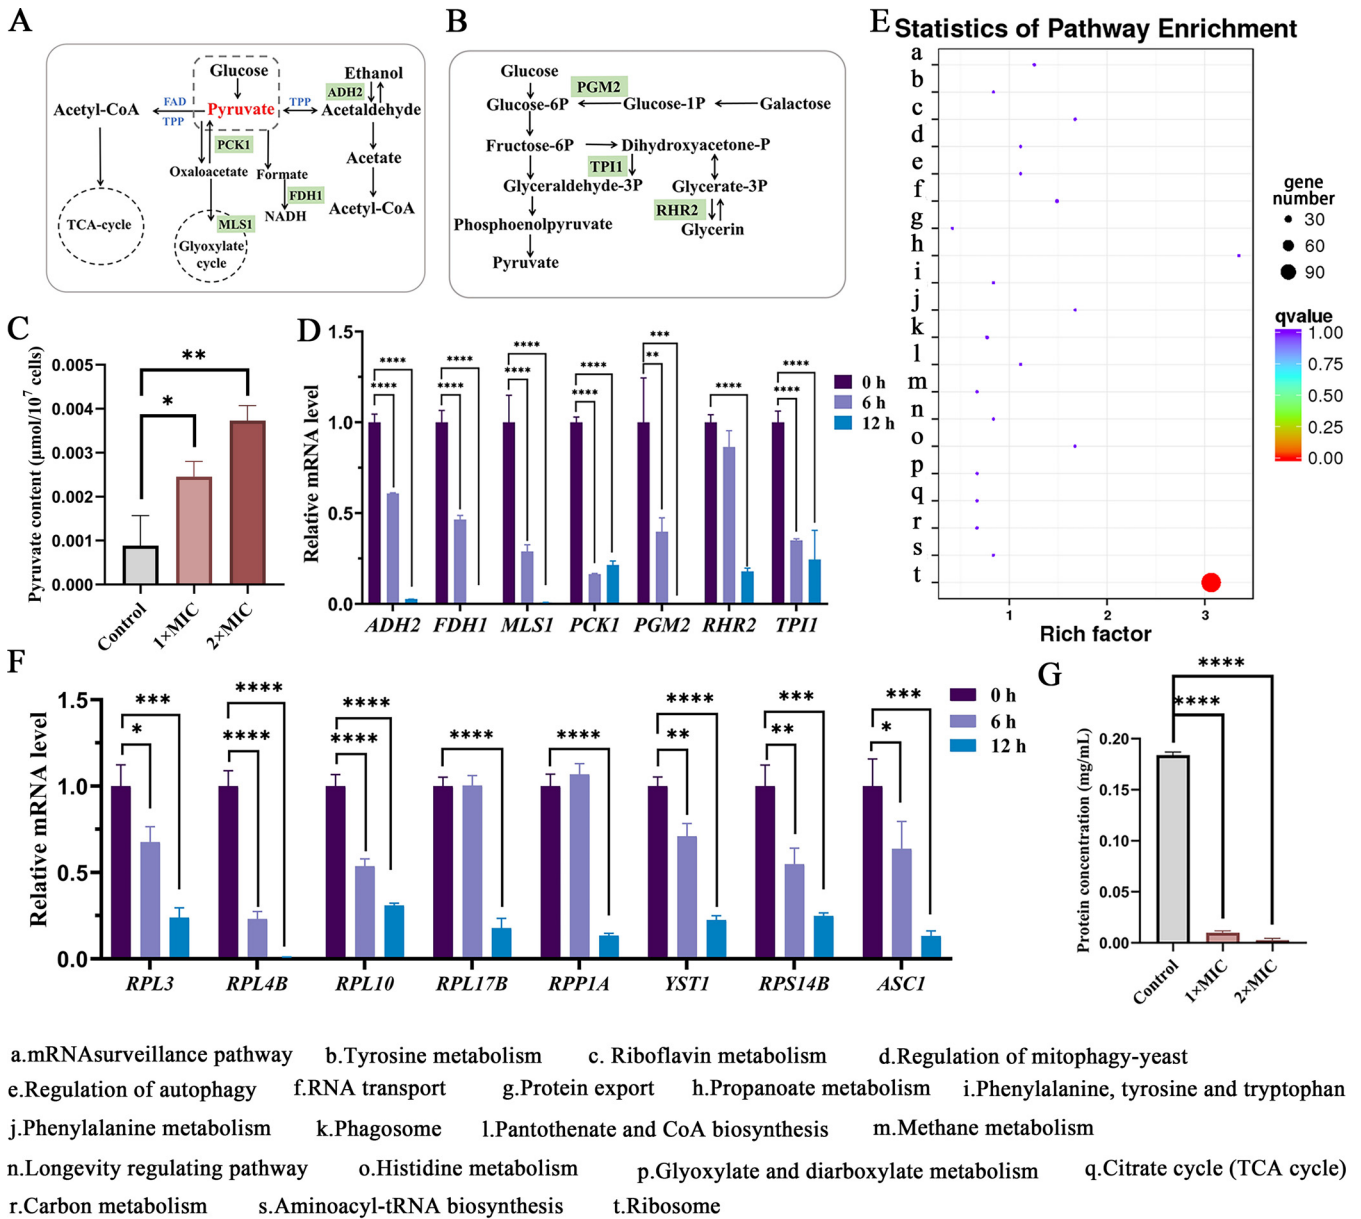 A
Glucose
Ethanol
ADH2
Acetyl-CoA
FAD
TPP
Pyruvate
TPP
Acetaldehyde
PCK1
Acetate
Oxaloacetate
Formate
FDH1
Acetyl-CoA
NADH
TCA-cycle
MLS1
Glyoxylate
cycle
B
Glucose
PGM2
Glucose-6P
Glucose-1P
Galactose
Fructose-6P
Dihydroxyacetone-P
TPI1
Glyceraldehyde-3P
Glycerate-3P
RHR2
Phosphoenolpyruvate
Glycerin
Pyruvate
C
Pyruvate content (μmol/10⁷ cells)
0.005
0.004
0.003
0.002
0.001
0.000
**
*
Control
1×MIC
2×MIC
D
Relative mRNA level
1.5
1.0
0.5
0.0
**** ****
**** ****
**** ****
**** ****
*** **
****
**** ****
0 h
6 h
12 h
ADH2 FDH1 MLS1 PCK1 PGM2 RHR2 TPI1
E
Statistics of Pathway Enrichment
a
b
c
d
e
f
g
h
i
j
k
l
m
n
o
p
q
r
s
t
1 2 3
Rich factor
gene
number
30
60
90
qvalue
1.00
0.75
0.50
0.25
0.00
F
Relative mRNA level
1.5
1.0
0.5
0.0
*** *
**** ****
**** ****
****
****
**** **
*** **
*** *
0 h
6 h
12 h
RPL3 RPL4B RPL10 RPL17B RPP1A YST1 RPS14B ASC1
G
Protein concentration (mg/mL)
****
****
0.20
0.15
0.10
0.05
0.00
Control
1×MIC
2×MIC
a.mRNAsurveillance pathway b.Tyrosine metabolism c. Riboflavin metabolism d.Regulation of mitophagy-yeast
e.Regulation of autophagy f.RNA transport g.Protein export h.Propanoate metabolism i.Phenylalanine, tyrosine and tryptophan
j.Phenylalanine metabolism k.Phagosome l.Pantothenate and CoA biosynthesis m.Methane metabolism
n.Longevity regulating pathway o.Histidine metabolism p.Glyoxylate and diarboxylate metabolism q.Citrate cycle (TCA cycle)
r.Carbon metabolism s.Aminoacyl-tRNA biosynthesis t.Ribosome